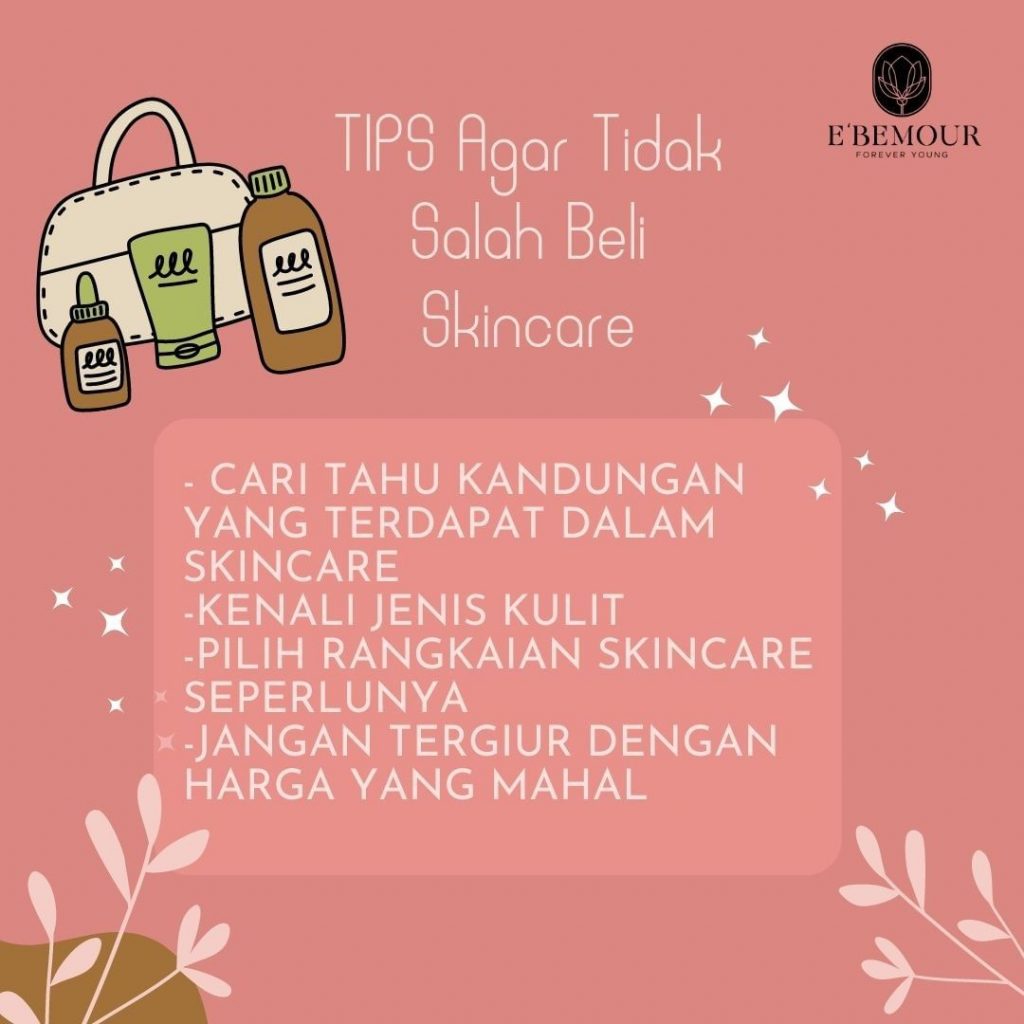 TIPS Agar Tidak
Salah Beli
Skincare
E'BEMOUR
FOREVER YOUNG
- CARI TAHU KANDUNGAN
YANG TERDAPAT DALAM
SKINCARE
-KENALI JENIS KULIT
-PILIH RANGKAIAN SKINCARE
SEPERLUNYA
-JANGAN TERGIUR DENGAN
HARGA YANG MAHAL